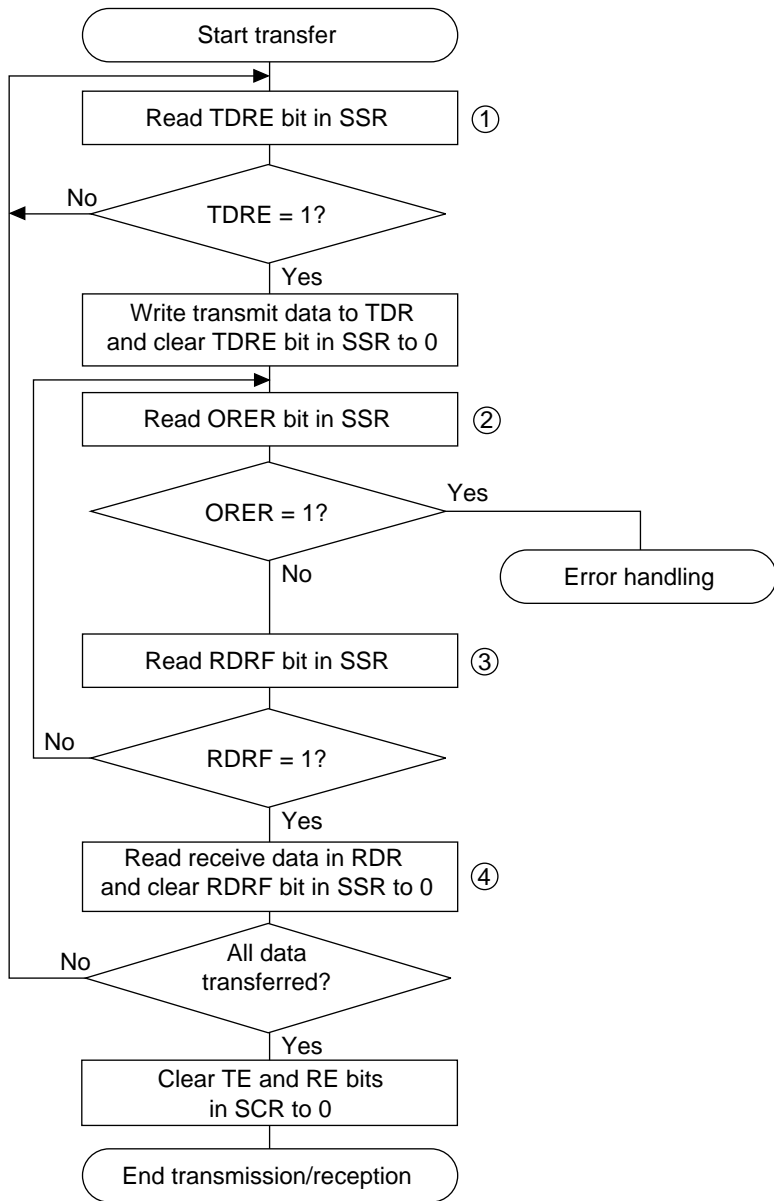 Start transfer
Read TDRE bit in SSR
①
No
TDRE = 1?
Yes
Write transmit data to TDR
and clear TDRE bit in SSR to 0
Read ORER bit in SSR
②
ORER = 1?
Yes
No
Error handling
Read RDRF bit in SSR
③
No
RDRF = 1?
Yes
Read receive data in RDR
and clear RDRF bit in SSR to 0
④
No
All data
transferred?
Yes
Clear TE and RE bits
in SCR to 0
End transmission/reception